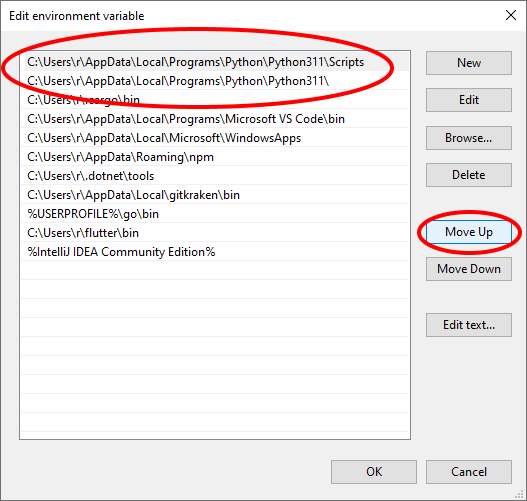 Edit environment variable
C:\Users\r\AppData\Local\Programs\Python\Python311\Scripts
C:\Users\r\AppData\Local\Programs\Python\Python311\
C:\Users\r\.cargo\bin
C:\Users\r\AppData\Local\Programs\Microsoft VS Code\bin
C:\Users\r\AppData\Local\Microsoft\WindowsApps
C:\Users\r\AppData\Roaming\npm
C:\Users\r\.dotnet\tools
C:\Users\r\AppData\Local\gitkraken\bin
%USERPROFILE%\go\bin
C:\Users\r\flutter\bin
%IntelliJ IDEA Community Edition%
New
Edit
Browse...
Delete
Move Up
Move Down
Edit text...
OK
Cancel